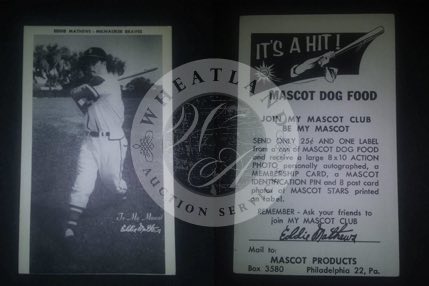 EDDIE MATHEWS - MILWAUKEE BRAVES
To My Mascot
Eddie Mathews
IT'S A HIT!
MASCOT DOG FOOD
JOIN MY MASCOT CLUB
BE MY MASCOT
SEND ONLY 25¢ AND ONE LABEL
from a can of MASCOT DOG FOOD
and receive a large 8x10 ACTION
PHOTO personally autographed, a
MEMBERSHIP CARD, a MASCOT
IDENTIFICATION PIN and 8 post card
photos of MASCOT STARS printed
on label.
REMEMBER - Ask your friends to
join MY MASCOT CLUB
Eddie Mathews
Mail to:
MASCOT PRODUCTS
Box 3580 Philadelphia 22, Pa.
WHEATLAND
AUCTION SERVICES